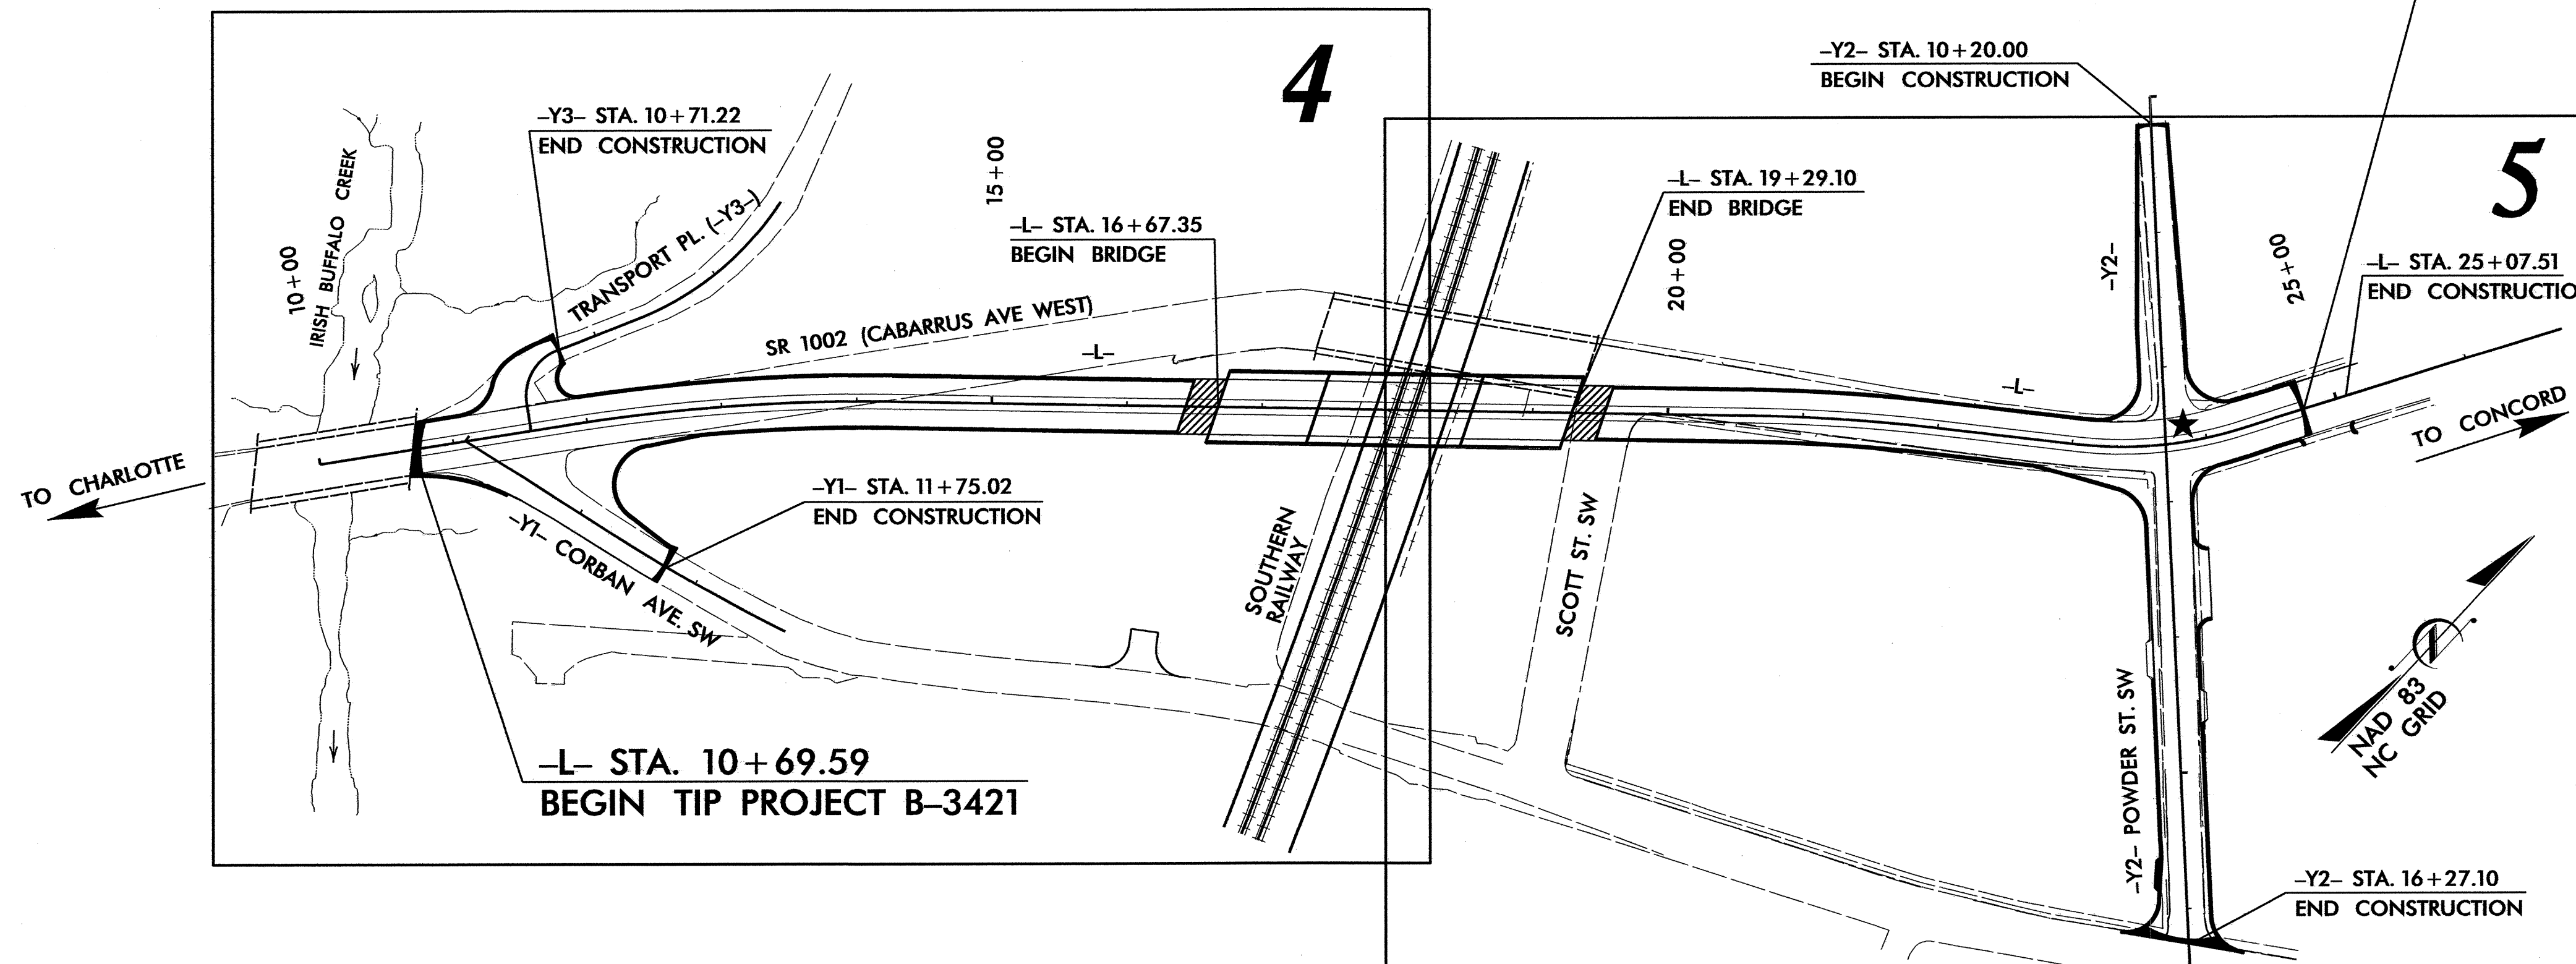 4
–Y2– STA. 10+20.00
BEGIN CONSTRUCTION
–Y3– STA. 10+71.22
END CONSTRUCTION
5
15+00
–L– STA. 19+29.10
END BRIDGE
IRISH BUFFALO CREEK
10+00
TRANSPORT PL. (–Y3–)
–L– STA. 16+67.35
BEGIN BRIDGE
20+00
–Y2–
25+00
–L– STA. 25+07.51
END CONSTRUCTIO
SR 1002 (CABARRUS AVE WEST)
–L–
–L–
TO CONCORD
TO CHARLOTTE
–Y1– STA. 11+75.02
END CONSTRUCTION
–Y1– CORBAN AVE. SW
SOUTHERN
RAILWAY
SCOTT ST. SW
NAD 83
NC GRID
–Y2– POWDER ST. SW
–L– STA. 10+69.59
BEGIN TIP PROJECT B–3421
–Y2– STA. 16+27.10
END CONSTRUCTION